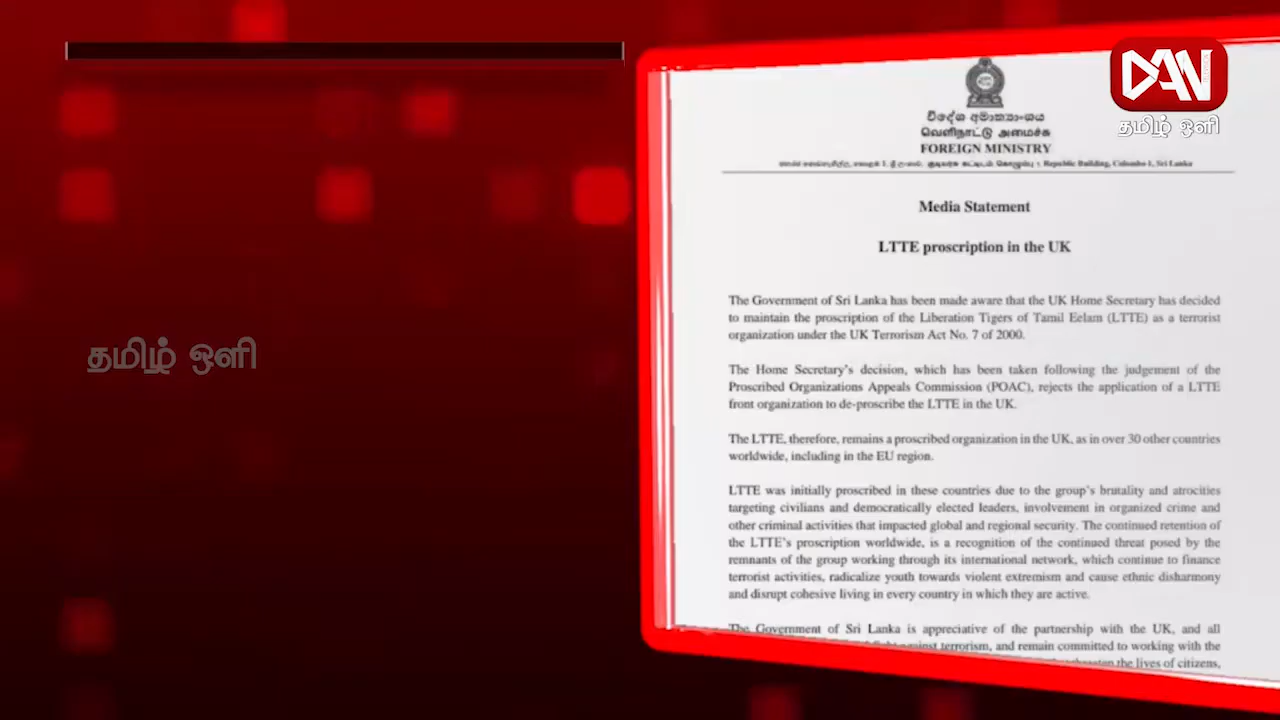 DAN
தமிழ் ஒளி
தமிழ் ஒளி
විදේශ අමාත්‍යාංශය
வெளிநாட்டு அமைச்சு
FOREIGN MINISTRY
Republic Building, Colombo 1, Sri Lanka
Media Statement
LTTE proscription in the UK
The Government of Sri Lanka has been made aware that the UK Home Secretary has decided
to maintain the proscription of the Liberation Tigers of Tamil Eelam (LTTE) as a terrorist
organization under the UK Terrorism Act No. 7 of 2000.
The Home Secretary's decision, which has been taken following the judgement of the
Proscribed Organizations Appeals Commission (POAC), rejects the application of a LTTE
front organization to de-proscribe the LTTE in the UK.
The LTTE, therefore, remains a proscribed organization in the UK, as in over 30 other countries
worldwide, including in the EU region.
LTTE was initially proscribed in these countries due to the group's brutality and atrocities
targeting civilians and democratically elected leaders, involvement in organized crime and
other criminal activities that impacted global and regional security. The continued retention of
the LTTE's proscription worldwide, is a recognition of the continued threat posed by the
remnants of the group working through its international network, which continue to finance
terrorist activities, radicalize youth towards violent extremism and cause ethnic disharmony
and disrupt cohesive living in every country in which they are active.
The Government of Sri Lanka is appreciative of the partnership with the UK, and all
against terrorism, and remain committed to working with the
the lives of citizens,